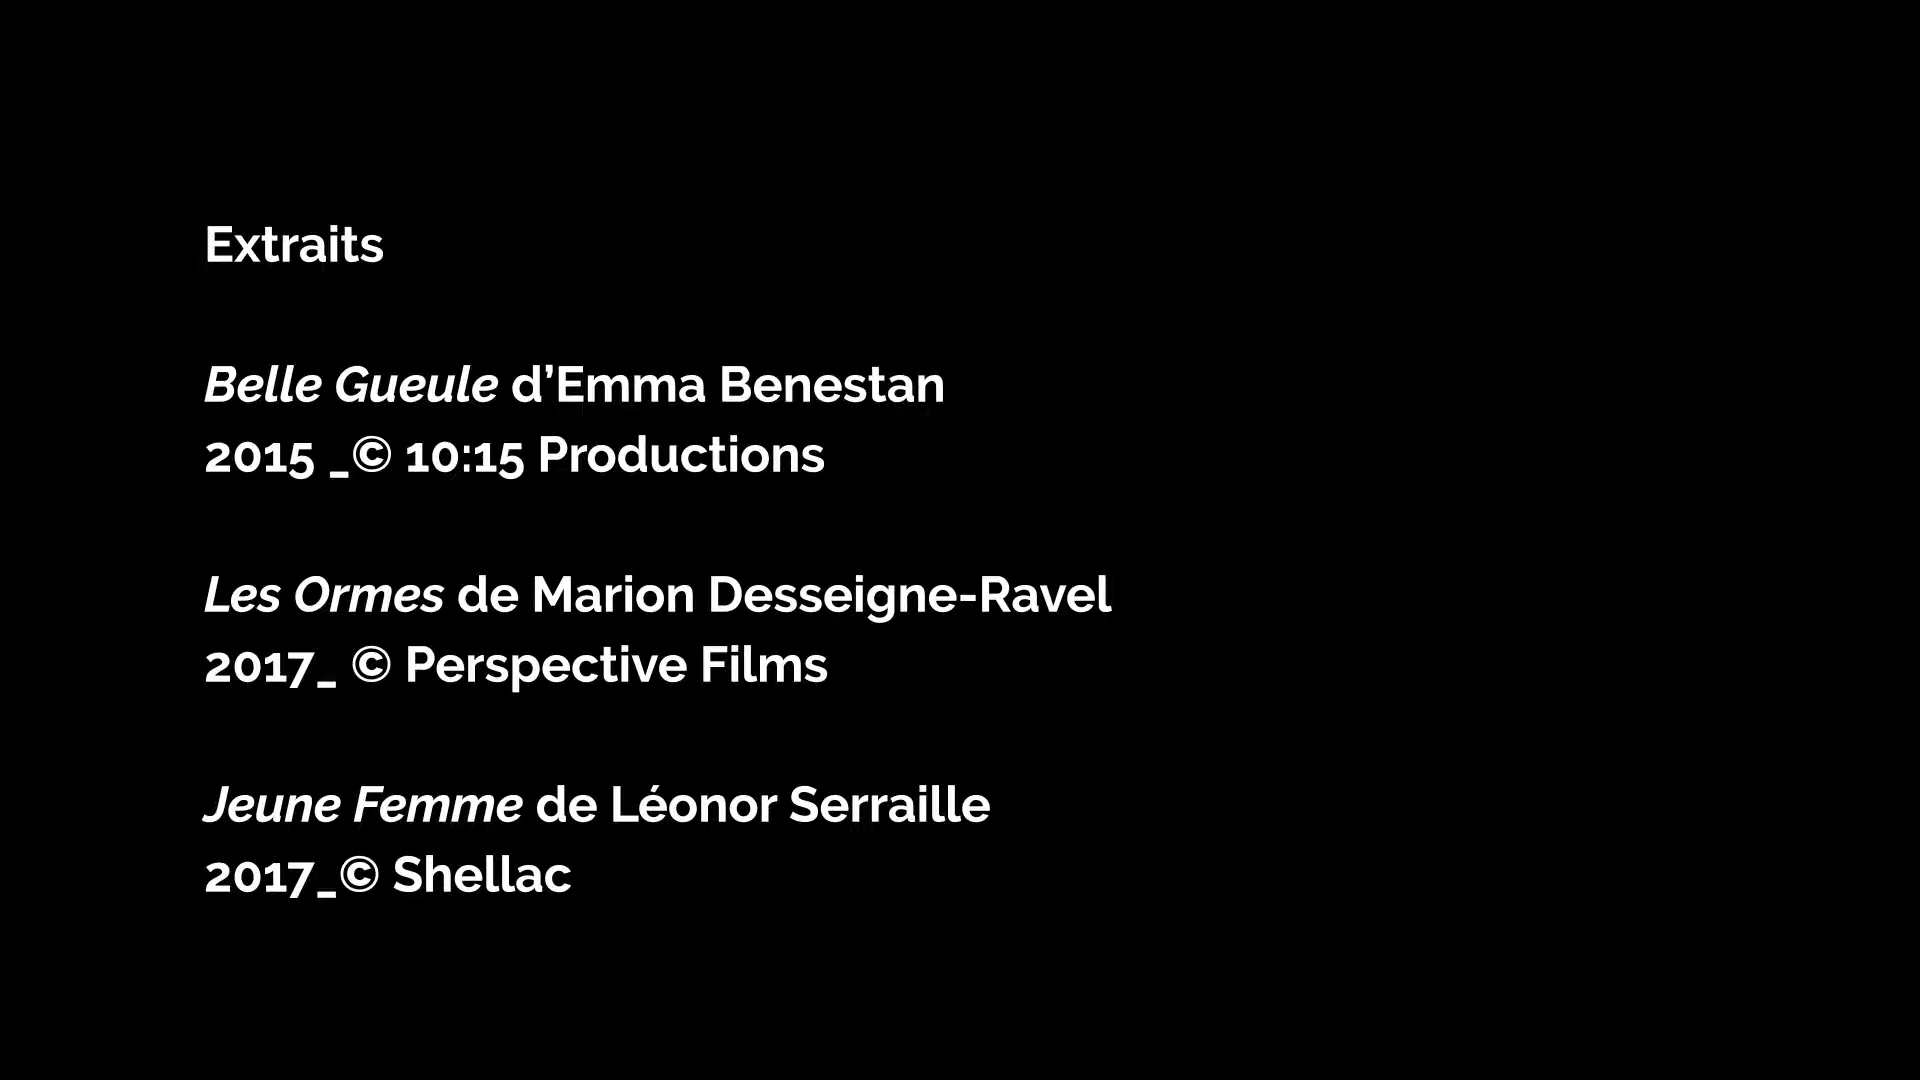 Extraits
Belle Gueule d’Emma Benestan
2015 _© 10:15 Productions
Les Ormes de Marion Desseigne-Ravel
2017_ © Perspective Films
Jeune Femme de Léonor Serraille
2017_© Shellac